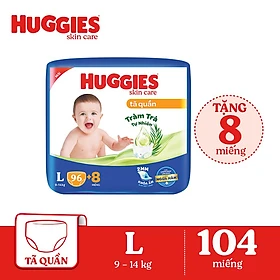 HUGGIES
skin care
HUGGIES
skin care
tã quần
Tràm Trà
Tự Nhiên
L
96
+8
miếng
TẶNG
8
miếng
TÃ QUẦN
L
9 – 14 kg
104
miếng